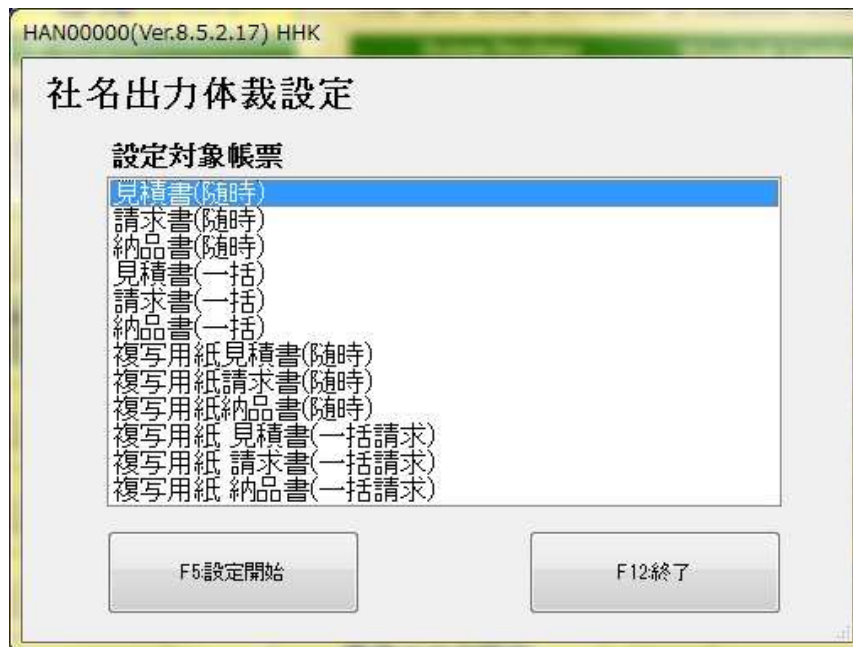 HAN00000(Ver.8.5.2.17) HHK
社名出力体裁設定
設定対象帳票
見積書(随時)
請求書(随時)
納品書(随時)
見積書(一括)
請求書(一括)
納品書(一括)
複写用紙見積書(随時)
複写用紙請求書(随時)
複写用紙納品書(随時)
複写用紙 見積書(一括請求)
複写用紙 請求書(一括請求)
複写用紙 納品書(一括請求)
F5:設定開始
F12:終了